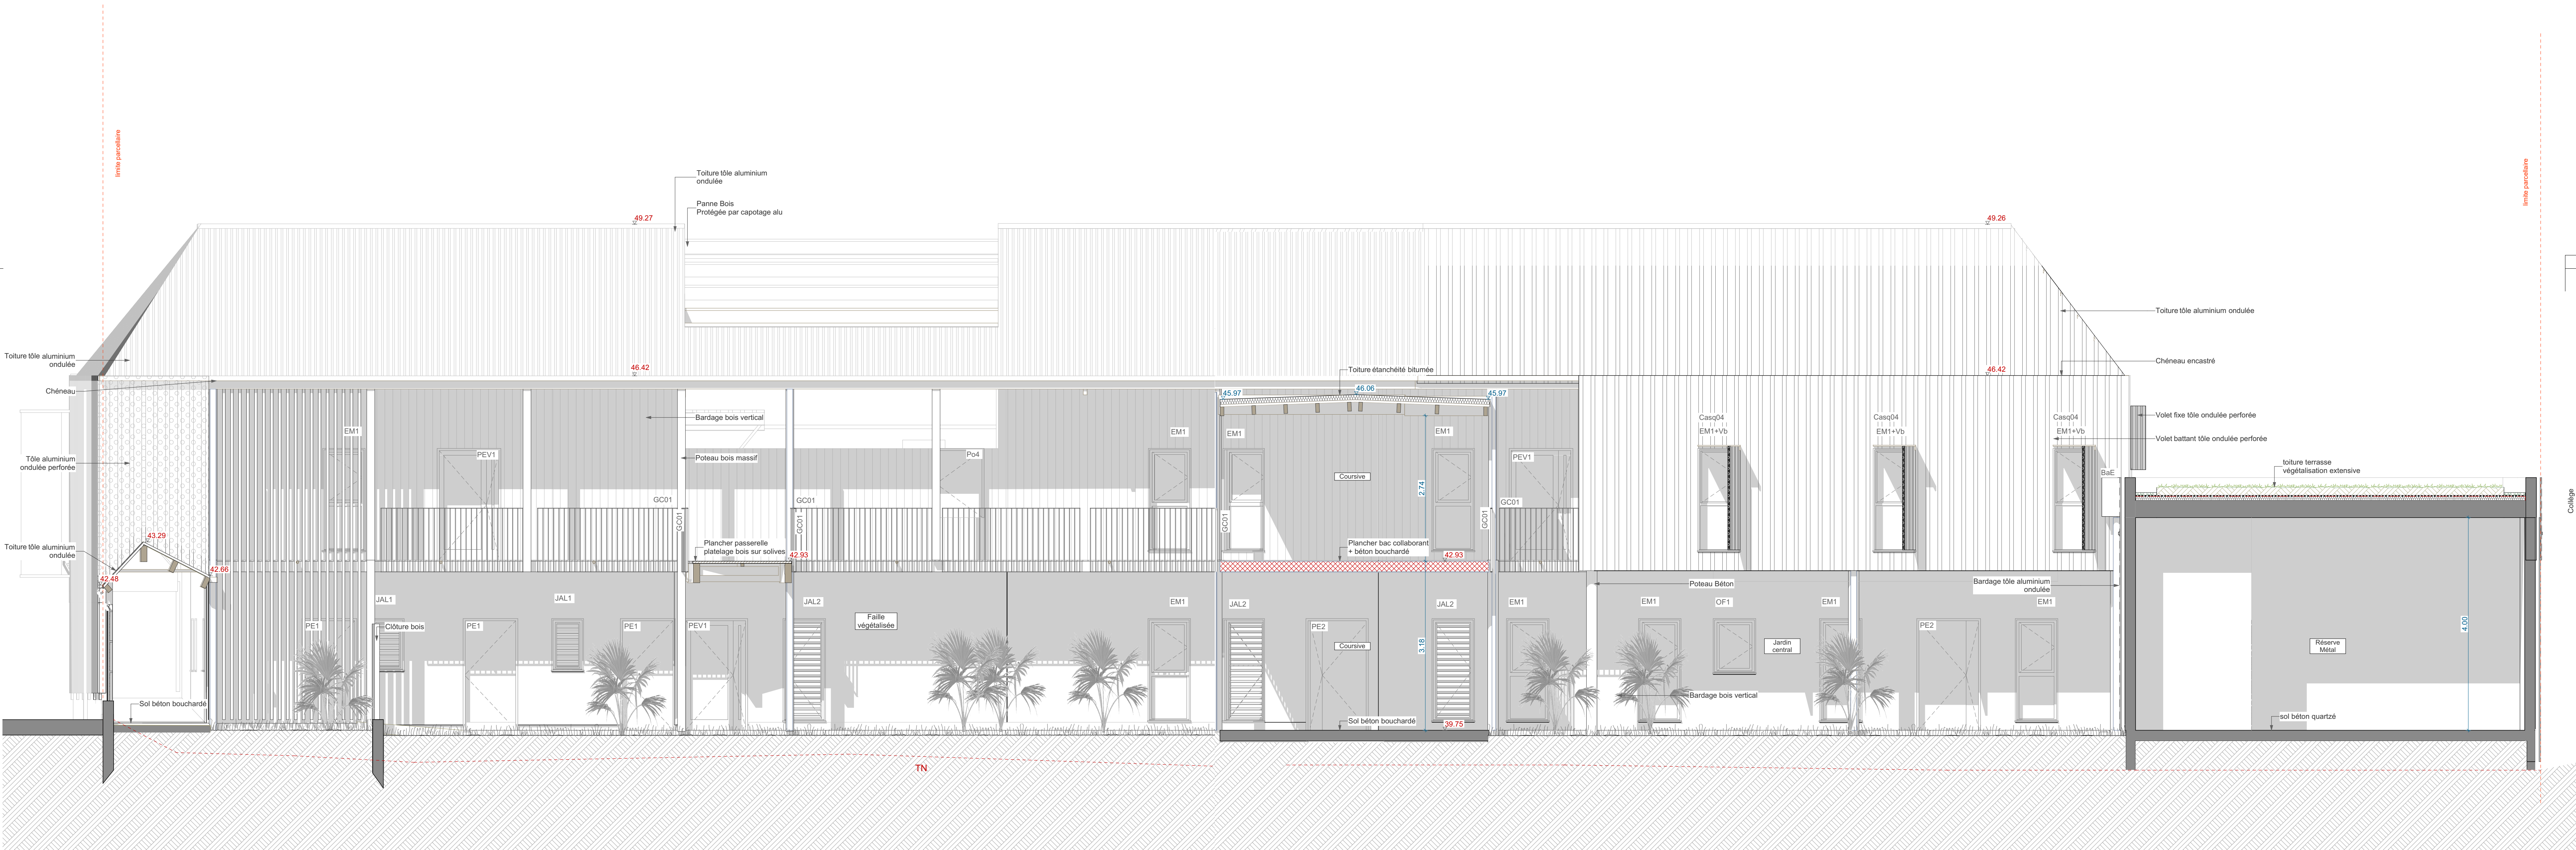 limite parcellaire
limite parcellaire
Toiture tôle aluminium
ondulée
Panne Bois
Protégée par capotage alu
49.27
49.26
Toiture tôle aluminium ondulée
Toiture tôle aluminium
ondulée
Chéneau encastré
46.42
Toiture étanchéité bitumée
46.42
Chéneau
45.97
46.06
45.97
Bardage bois vertical
Casq04
Casq04
Casq04
Volet fixe tôle ondulée perforée
EM1
EM1
EM1
EM1
EM1+Vb
EM1+Vb
EM1+Vb
Volet battant tôle ondulée perforée
Tôle aluminium
ondulée perforée
PEV1
Poteau bois massif
Po4
PEV1
toiture terrasse
végétalisation extensive
Coursive
BaE
2.74
GC01
GC01
GC01
GC01
GC01
GC01
GC01
Collège
43.29
Toiture tôle aluminium
ondulée
Plancher passerelle
platelage bois sur solives
42.93
Plancher bac collaborant
+ béton bouchardé
42.93
42.66
42.48
Poteau Béton
Bardage tôle aluminium
ondulée
JAL1
JAL1
JAL2
EM1
JAL2
JAL2
EM1
EM1
OF1
EM1
EM1
PE1
Clôture bois
PE1
PE1
PEV1
Faille
végétalisée
PE2
PE2
4.00
Coursive
3.18
Jardin
central
Réserve
Métal
Bardage bois vertical
Sol béton bouchardé
Sol béton bouchardé
39.75
sol béton quartzé
TN